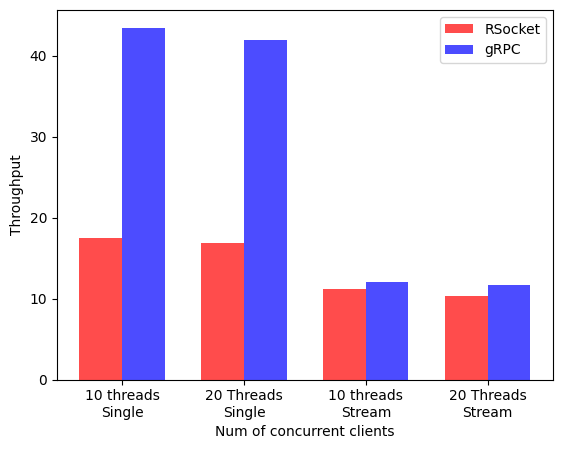 RSocket
gRPC
40
30
20
10
0
Throughput
10 threads
Single
20 Threads
Single
10 threads
Stream
20 Threads
Stream
Num of concurrent clients